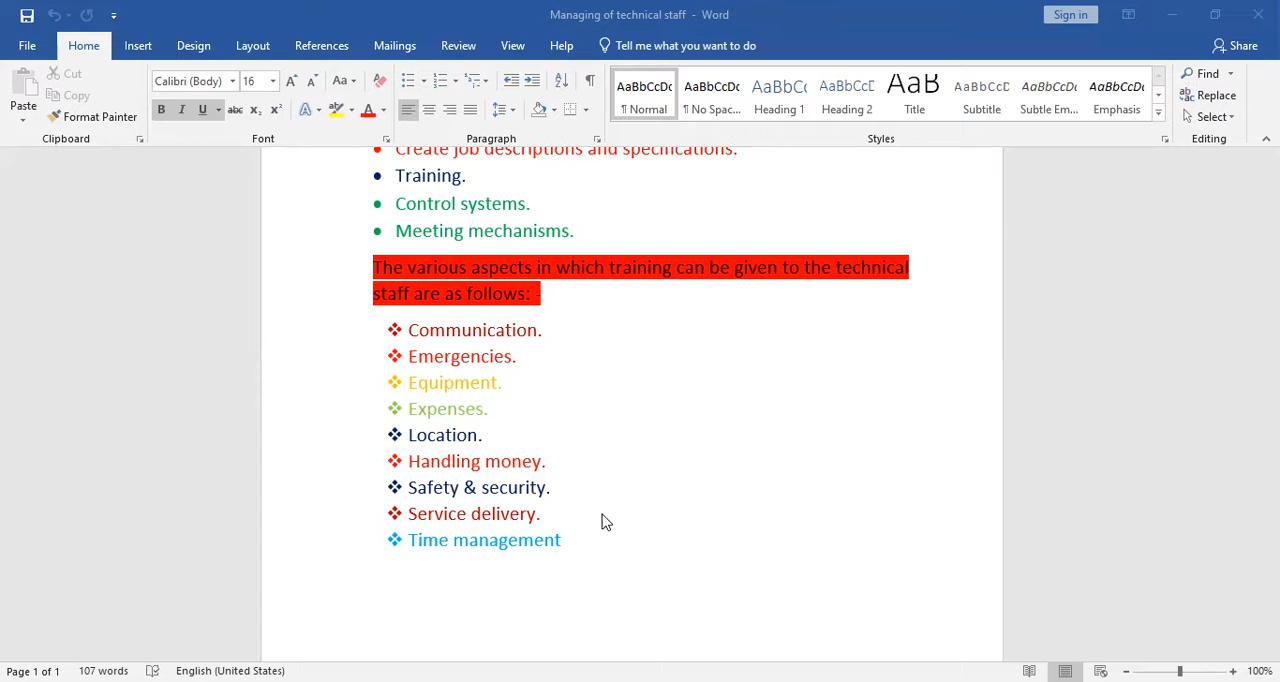 Managing of technical staff - Word
Sign in
File Home Insert Design Layout References Mailings Review View Help Tell me what you want to do Share
Paste
Cut
Copy
Format Painter
Clipboard
Calibri (Body) 16
Font
Paragraph
AaBbCcDc AaBbCcDc AaBbCc AaBbCcD AaB AaBbCcD AaBbCcDc AaBbCcDc
¶ Normal ¶ No Spac... Heading 1 Heading 2 Title Subtitle Subtle Em... Emphasis
Styles
Find
Replace
Select
Editing
• Create job descriptions and specifications.
• Training.
• Control systems.
• Meeting mechanisms.
The various aspects in which training can be given to the technical
staff are as follows: -
❖ Communication.
❖ Emergencies.
❖ Equipment.
❖ Expenses.
❖ Location.
❖ Handling money.
❖ Safety & security.
❖ Service delivery.
❖ Time management
Page 1 of 1 107 words English (United States) 100%